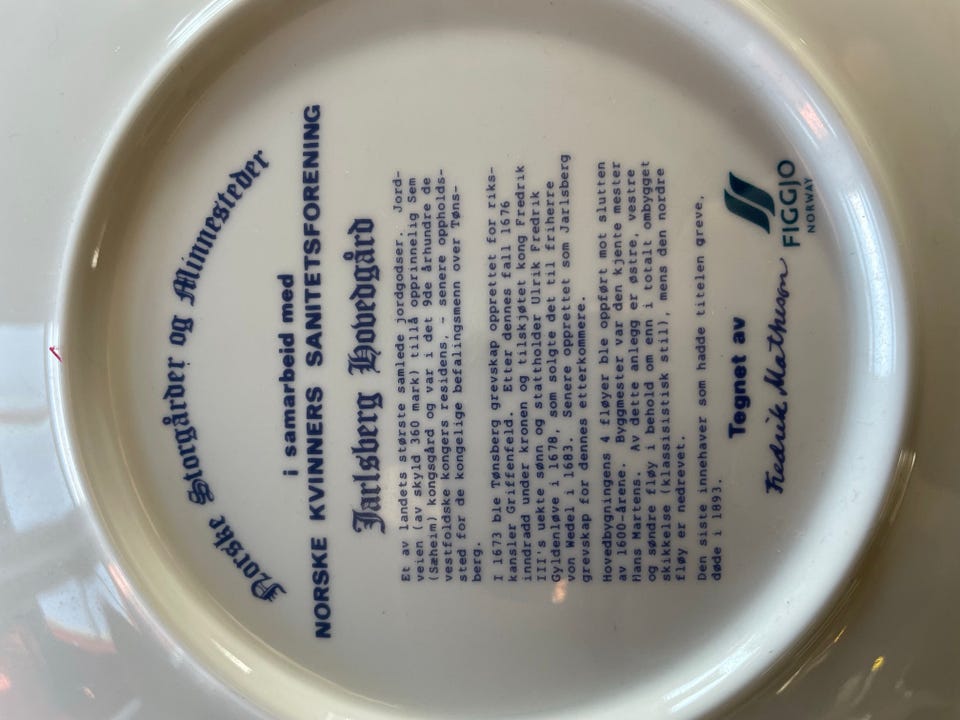 Norske Storgårder og Minnesteder
i samarbeid med
NORSKE KVINNERS SANITETSFORENING
Jarlsberg Hovedgård
Et av landets største samlede jordgodser. Jord-
veien (av skyld 360 mark) tillå opprinnelig Sem
(Sæheim) kongsgård og var i det 9de århundre de
vestfoldske kongers residens, - senere oppholds-
sted for de kongelige befalingsmenn over Tøns-
berg.
I 1673 ble Tønsberg grevskap opprettet for riks-
kansler Griffenfeld. Etter dennes fall 1676
inndradd under kronen og tilskjøtet kong Fredrik
III's uekte sønn og stattholder Ulrik Fredrik
Gyldenløve i 1678, som solgte det til friherre
von Wedel i 1683. Senere opprettet som Jarlsberg
grevskap for dennes etterkommere.
Hovedbygningens 4 fløyer ble oppført mot slutten
av 1600-årene. Byggmester var den kjente mester
Hans Martens. Av dette anlegg er østre, vestre
og søndre fløy i behold om enn i totalt ombygget
skikkelse (klassisistisk stil), mens den nordre
fløy er nedrevet.
Den siste innehaver som hadde titelen greve,
døde i 1893.
Tegnet av
Fredrik Matheson
FIGGJO
NORWAY